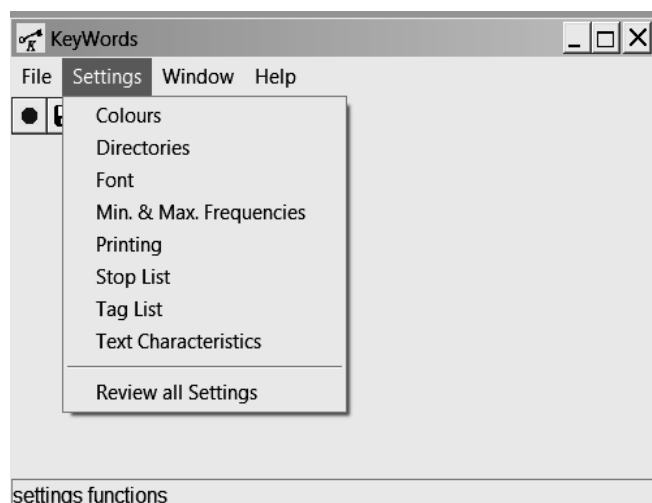 KeyWords
File Settings Window Help
Colours
Directories
Font
Min. & Max. Frequencies
Printing
Stop List
Tag List
Text Characteristics
Review all Settings
settings functions